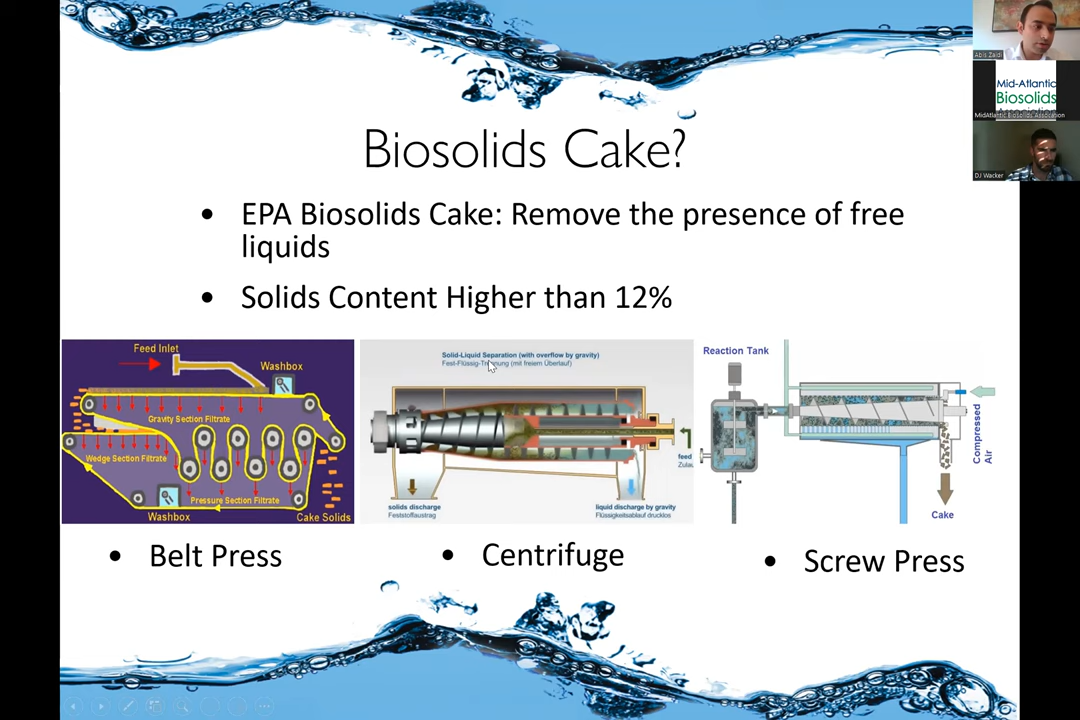 Abis Zaidi
Mid-Atlantic
Biosolids
Association
MidAtlantic Biosolids Association
DJ Wacker
Biosolids Cake?
• EPA Biosolids Cake: Remove the presence of free
liquids
• Solids Content Higher than 12%
Feed Inlet
Washbox
Gravity Section Filtrate
Wedge Section Filtrate
Pressure Section Filtrate
Washbox
Cake Solids
Solid-Liquid Separation (with overflow by gravity)
Fest-Flüssig-Trennung (mit freiem Überlauf)
feed
Zulau
solids discharge
Feststoffaustrag
liquid discharge by gravity
Flüssigkeitsablauf drucklos
Reaction Tank
Compressed
Air
Cake
• Belt Press
• Centrifuge
• Screw Press